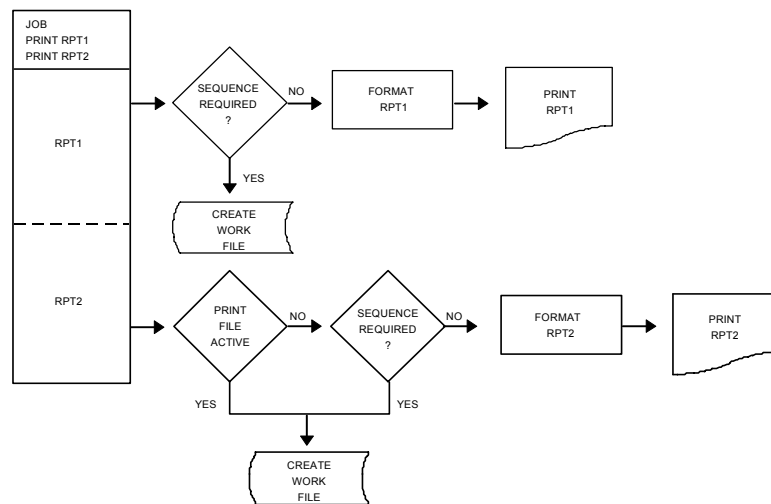 JOB
PRINT RPT1
PRINT RPT2
RPT1
SEQUENCE
REQUIRED
?
NO
FORMAT
RPT1
PRINT
RPT1
YES
CREATE
WORK
FILE
RPT2
PRINT
FILE
ACTIVE
NO
SEQUENCE
REQUIRED
?
NO
FORMAT
RPT2
PRINT
RPT2
YES
YES
CREATE
WORK
FILE